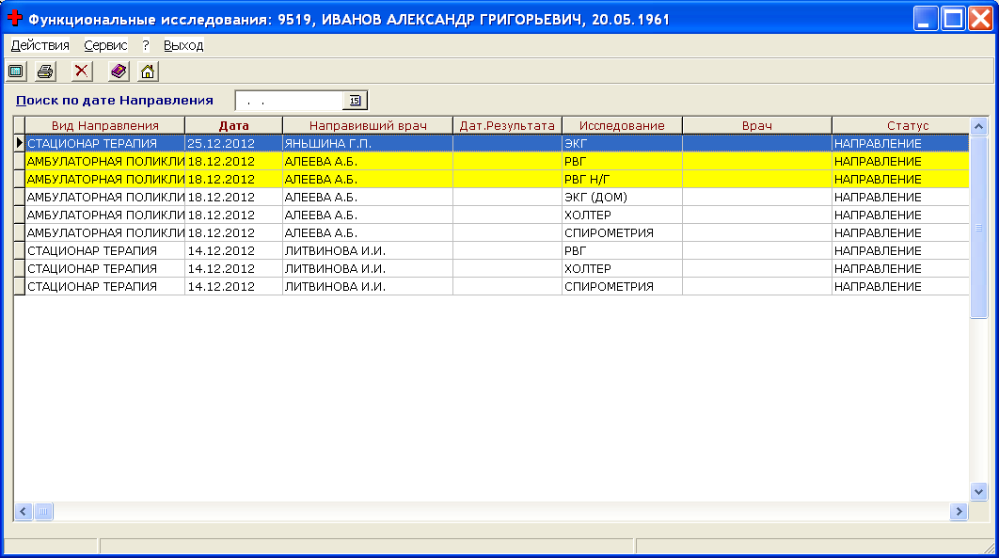 Функциональные исследования: 9519, ИВАНОВ АЛЕКСАНДР ГРИГОРЬЕВИЧ, 20.05.1961
Действия Сервис ? Выход
Поиск по дате Направления . . 15
Вид Направления Дата Направивший врач Дат.Результата Исследование Врач Статус
СТАЦИОНАР ТЕРАПИЯ 25.12.2012 ЯНЬШИНА Г.П. ЭКГ НАПРАВЛЕНИЕ
АМБУЛАТОРНАЯ ПОЛИКЛИ 18.12.2012 АЛЕЕВА А.Б. РВГ НАПРАВЛЕНИЕ
АМБУЛАТОРНАЯ ПОЛИКЛИ 18.12.2012 АЛЕЕВА А.Б. РВГ Н/Г НАПРАВЛЕНИЕ
АМБУЛАТОРНАЯ ПОЛИКЛИ 18.12.2012 АЛЕЕВА А.Б. ЭКГ (ДОМ) НАПРАВЛЕНИЕ
АМБУЛАТОРНАЯ ПОЛИКЛИ 18.12.2012 АЛЕЕВА А.Б. ХОЛТЕР НАПРАВЛЕНИЕ
АМБУЛАТОРНАЯ ПОЛИКЛИ 18.12.2012 АЛЕЕВА А.Б. СПИРОМЕТРИЯ НАПРАВЛЕНИЕ
СТАЦИОНАР ТЕРАПИЯ 14.12.2012 ЛИТВИНОВА И.И. РВГ НАПРАВЛЕНИЕ
СТАЦИОНАР ТЕРАПИЯ 14.12.2012 ЛИТВИНОВА И.И. ХОЛТЕР НАПРАВЛЕНИЕ
СТАЦИОНАР ТЕРАПИЯ 14.12.2012 ЛИТВИНОВА И.И. СПИРОМЕТРИЯ НАПРАВЛЕНИЕ